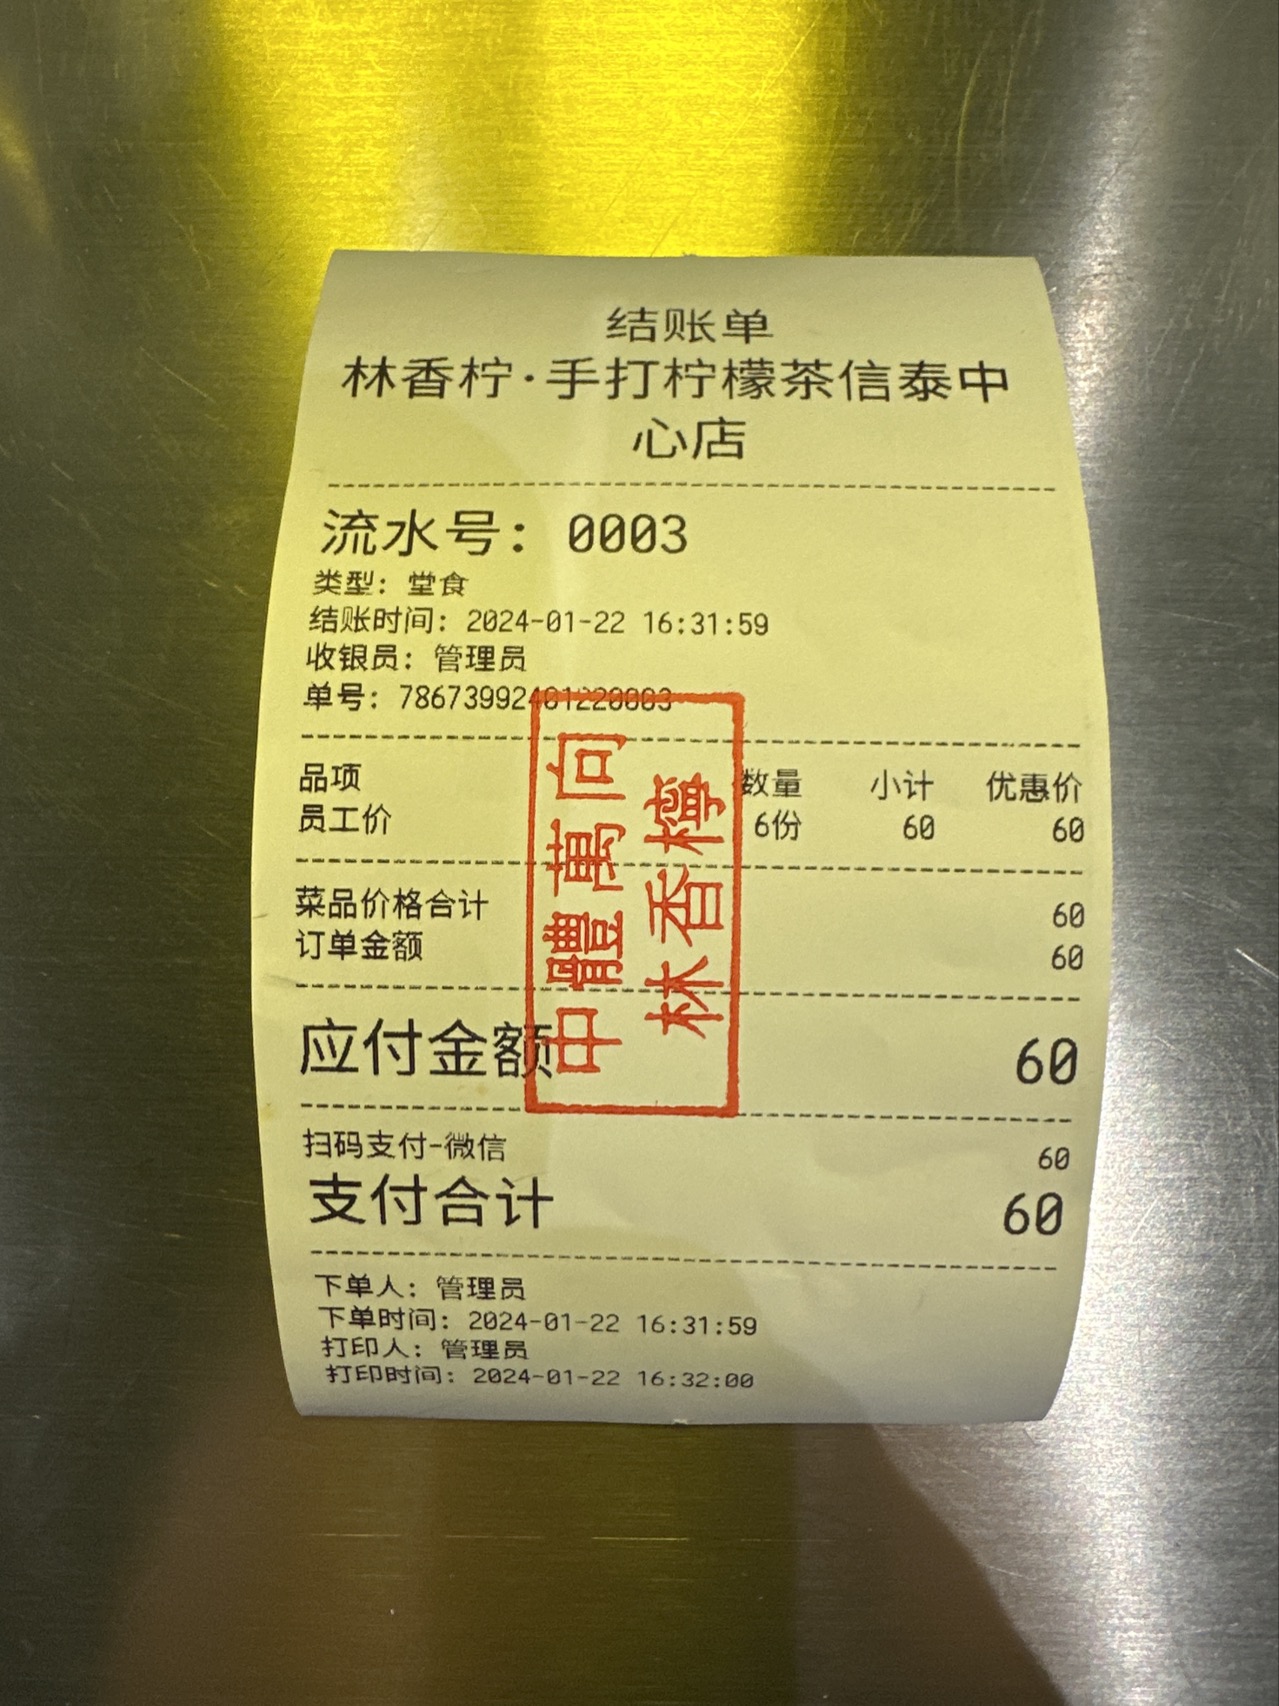 结账单
林香柠·手打柠檬茶信泰中
心店
流水号: 0003
类型: 堂食
结账时间: 2024-01-22 16:31:59
收银员: 管理员
单号: 78673992401220003
品项 数量 小计 优惠价
员工价 6份 60 60
菜品价格合计 60
订单金额 60
应付金额 60
扫码支付-微信 60
支付合计 60
下单人: 管理员
下单时间: 2024-01-22 16:31:59
打印人: 管理员
打印时间: 2024-01-22 16:32:00
中體萬向
林香檸